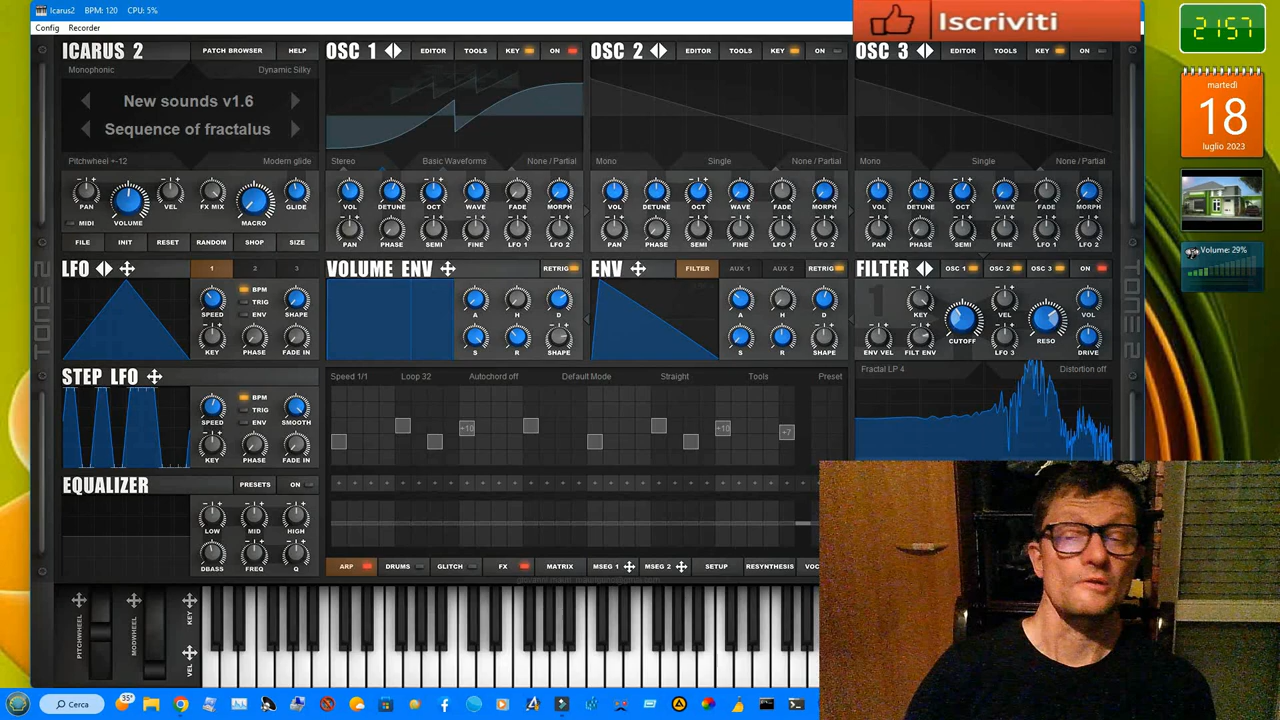 Icarus2 BPM: 120 CPU: 5%
Config Recorder
Iscriviti
21:57
martedì
18
luglio 2023
Volume: 29%
ICARUS 2 PATCH BROWSER HELP
Monophonic Dynamic Silky
New sounds v1.6
Sequence of fractalus
Pitchwheel +-12 Modern glide
PAN VOLUME VEL FX MIX MACRO GLIDE
MIDI
FILE INIT RESET RANDOM SHOP SIZE
OSC 1 EDITOR TOOLS KEY ON
Stereo Basic Waveforms None / Partial
VOL DETUNE OCT WAVE FADE MORPH
PAN PHASE SEMI FINE LFO 1 LFO 2
OSC 2 EDITOR TOOLS KEY ON
Mono Single None / Partial
VOL DETUNE OCT WAVE FADE MORPH
PAN PHASE SEMI FINE LFO 1 LFO 2
OSC 3 EDITOR TOOLS KEY ON
Mono Single None / Partial
VOL DETUNE OCT WAVE FADE MORPH
PAN PHASE SEMI FINE LFO 1 LFO 2
TONE 2
LFO 1 2 3
BPM
TRIG
ENV
SPEED SHAPE
KEY PHASE FADE IN
VOLUME ENV RETRIG
A H D
S R SHAPE
ENV FILTER AUX 1 AUX 2 RETRIG
A H D
S R SHAPE
FILTER OSC 1 OSC 2 OSC 3 ON
1
KEY CUTOFF VEL RESO VOL
ENV VEL FILT ENV LFO 3 DRIVE
Fractal LP 4 Distortion off
TONE 2
STEP LFO
BPM
TRIG
ENV
SPEED SMOOTH
KEY PHASE FADE IN
Speed 1/1 Loop 32 Autochord off Default Mode Straight Tools Preset
+10 +10 +7
EQUALIZER PRESETS ON
LOW MID HIGH
DBASS FREQ Q
ARP DRUMS GLITCH FX MATRIX MSEG 1 MSEG 2 SETUP RESYNTHESIS VOC
PITCHWHEEL MODWHEEL KEY VEL
35°
Cerca